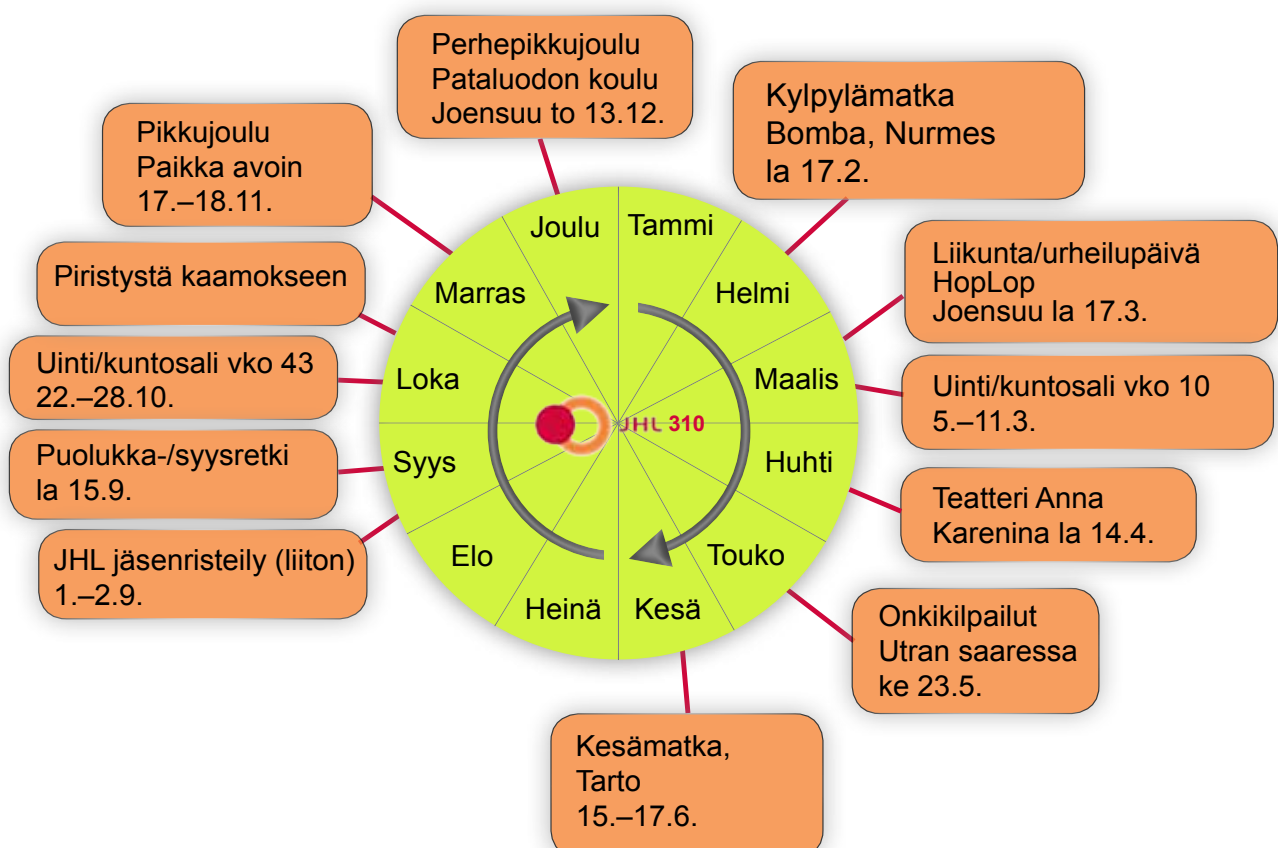 Perhepikkujoulu
Pataluodon koulu
Joensuu to 13.12.
Kylpylämatka
Bomba, Nurmes
la 17.2.
Pikkujoulu
Paikka avoin
17.–18.11.
Liikunta/urheilupäivä
HopLop
Joensuu la 17.3.
Piristystä kaamokseen
Uinti/kuntosali vko 43
22.–28.10.
Uinti/kuntosali vko 10
5.–11.3.
Puolukka-/syysretki
la 15.9.
Teatteri Anna
Karenina la 14.4.
JHL jäsenristeily (liiton)
1.–2.9.
Onkikilpailut
Utran saaressa
ke 23.5.
Kesämatka,
Tarto
15.–17.6.
Tammi
Helmi
Maalis
Huhti
Touko
Kesä
Heinä
Elo
Syys
Loka
Marras
Joulu
JHL 310